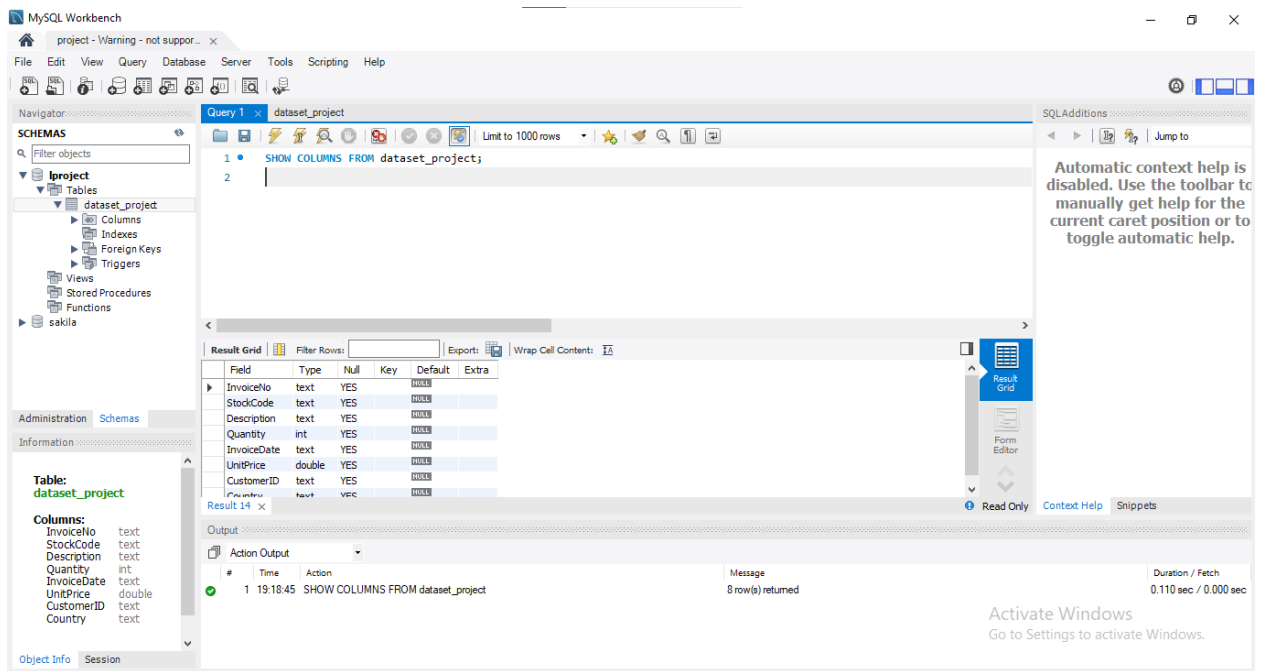 MySQL Workbench
project - Warning - not suppor... ×
File Edit View Query Database Server Tools Scripting Help
Navigator
SCHEMAS
Filter objects
lproject
Tables
dataset_project
Columns
Indexes
Foreign Keys
Triggers
Views
Stored Procedures
Functions
sakila
Administration Schemas
Information
Table:
dataset_project
Columns:
InvoiceNo text
StockCode text
Description text
Quantity int
InvoiceDate text
UnitPrice double
CustomerID text
Country text
Object Info Session
Query 1 × dataset_project
Limit to 1000 rows
1 SHOW COLUMNS FROM dataset_project;
2
Result Grid Filter Rows: Export: Wrap Cell Content:
Field Type Null Key Default Extra
InvoiceNo text YES NULL
StockCode text YES NULL
Description text YES NULL
Quantity int YES NULL
InvoiceDate text YES NULL
UnitPrice double YES NULL
CustomerID text YES NULL
Country text YES NULL
Result Grid
Form Editor
Result 14 × Read Only
Output
Action Output
# Time Action Message Duration / Fetch
1 19:18:45 SHOW COLUMNS FROM dataset_project 8 row(s) returned 0.110 sec / 0.000 sec
SQLAdditions
Jump to
Automatic context help is
disabled. Use the toolbar to
manually get help for the
current caret position or to
toggle automatic help.
Context Help Snippets
Activate Windows
Go to Settings to activate Windows.